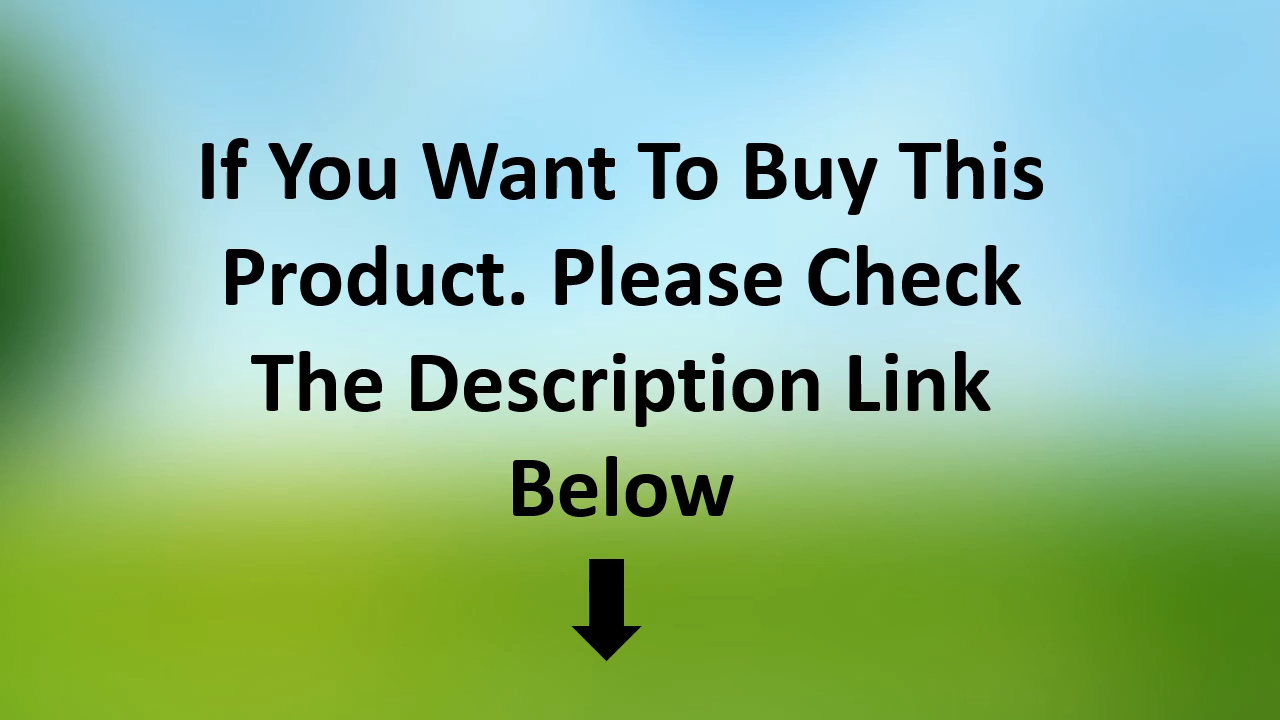 If You Want To Buy This
Product. Please Check
The Description Link
Below